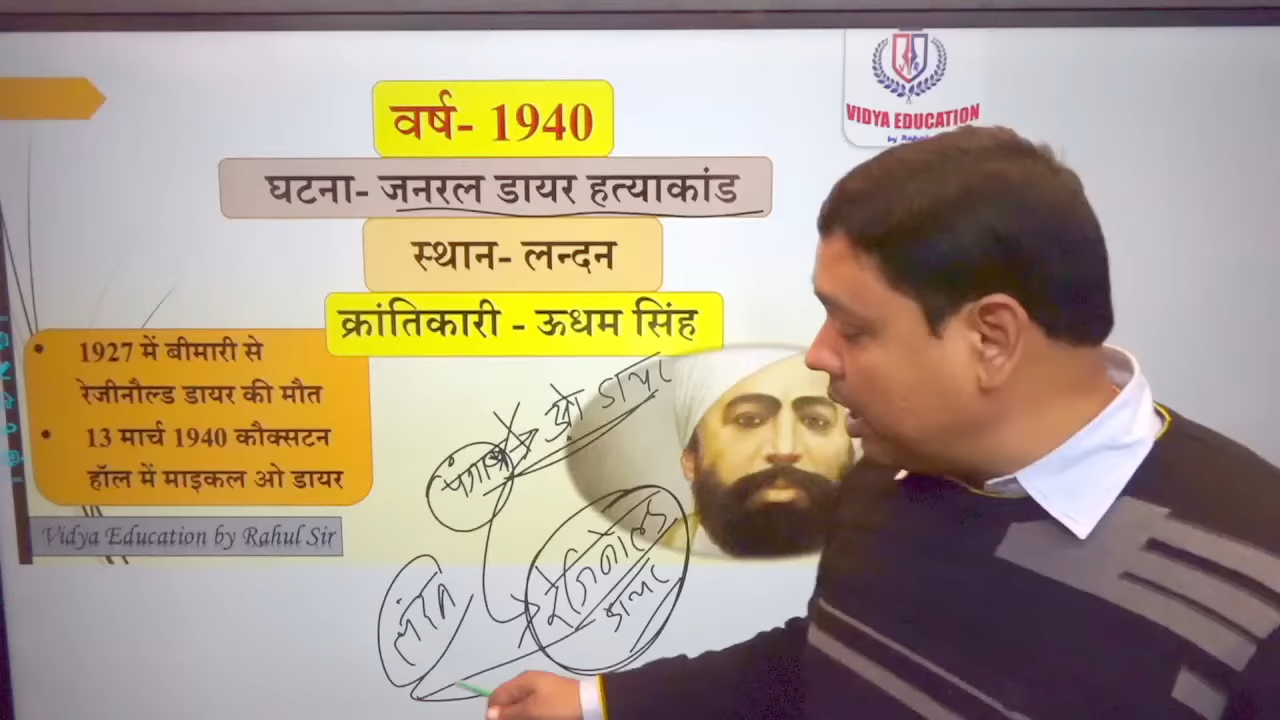 VIDYA EDUCATION
वर्ष- 1940
घटना- जनरल डायर हत्याकांड
स्थान- लन्दन
क्रांतिकारी - ऊधम सिंह
• 1927 में बीमारी से
रेजीनौल्ड डायर की मौत
• 13 मार्च 1940 कौक्सटन
हॉल में माइकल ओ डायर
Vidya Education by Rahul Sir
ओ डायर
रेजिनोल्ड
डायर
लंदन